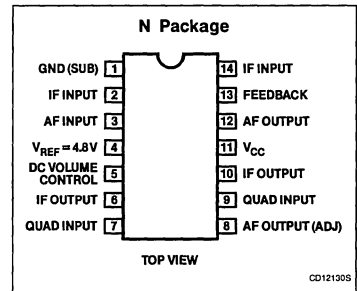 N Package
GND (SUB) 1
IF INPUT 2
AF INPUT 3
VREF = 4.8V 4
DC VOLUME
CONTROL 5
IF OUTPUT 6
QUAD INPUT 7
14 IF INPUT
13 FEEDBACK
12 AF OUTPUT
11 VCC
10 IF OUTPUT
9 QUAD INPUT
8 AF OUTPUT (ADJ)
TOP VIEW
CD12130S